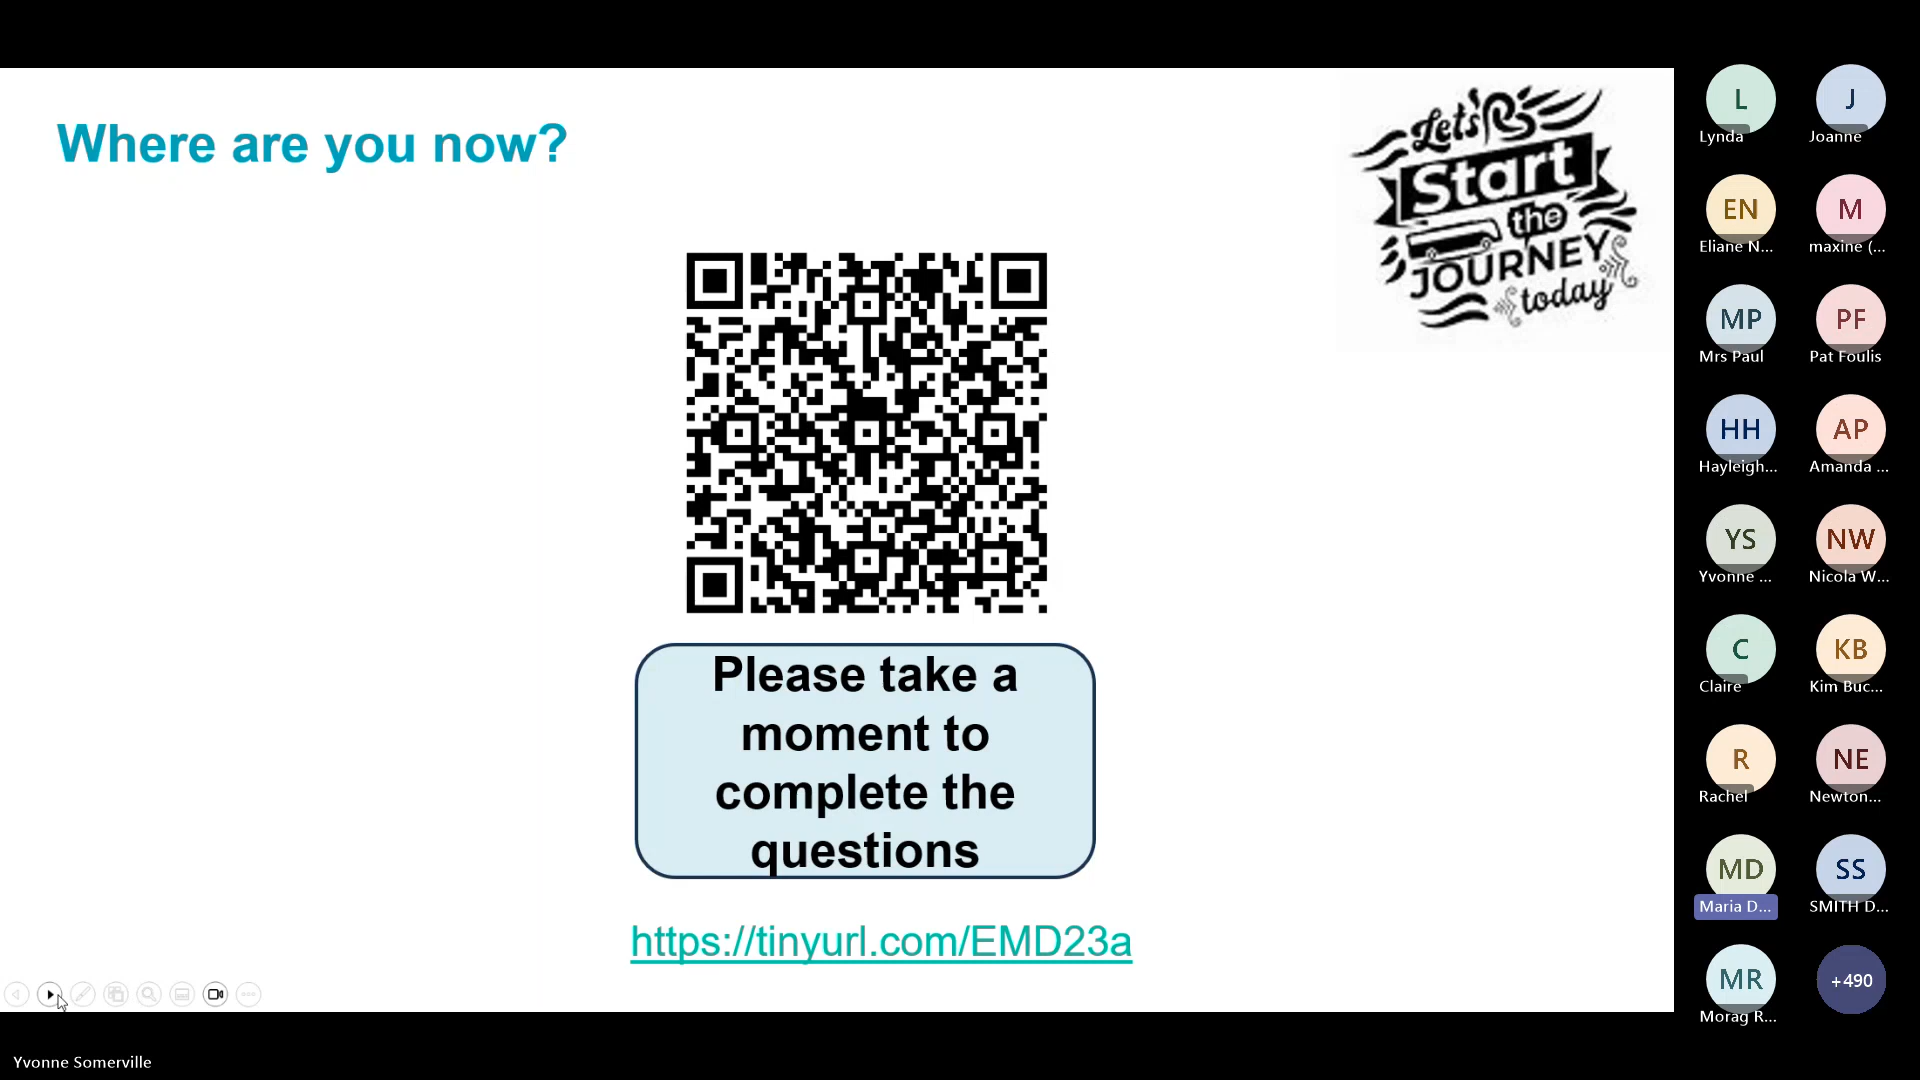 Where are you now?
Let's
Start
the
JOURNEY
today
Please take a
moment to
complete the
questions
https://tinyurl.com/EMD23a
L
Lynda
J
Joanne
EN
Eliane N...
M
maxine (...
MP
Mrs Paul
PF
Pat Foulis
HH
Hayleigh...
AP
Amanda ...
YS
Yvonne ...
NW
Nicola W...
C
Claire
KB
Kim Buc...
R
Rachel
NE
Newton...
MD
Maria D...
SS
SMITH D...
MR
Morag R...
+490
Yvonne Somerville